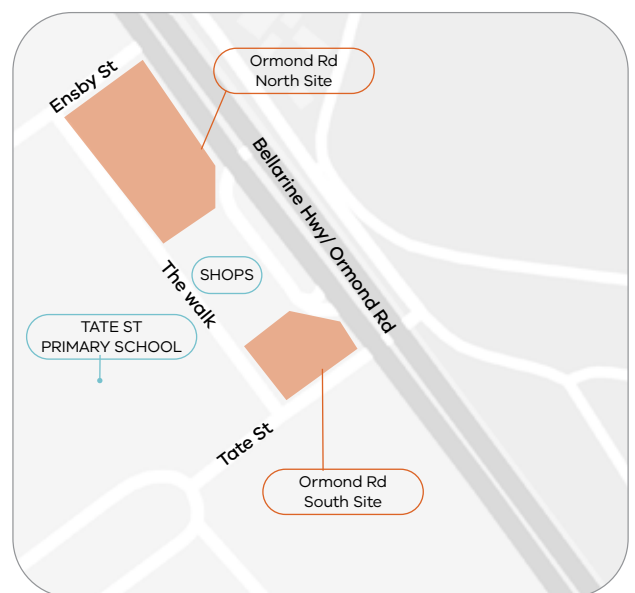 Ormond Rd
North Site
Ensby St
Bellarine Hwy/ Ormond Rd
The walk
SHOPS
TATE ST
PRIMARY SCHOOL
Tate St
Ormond Rd
South Site